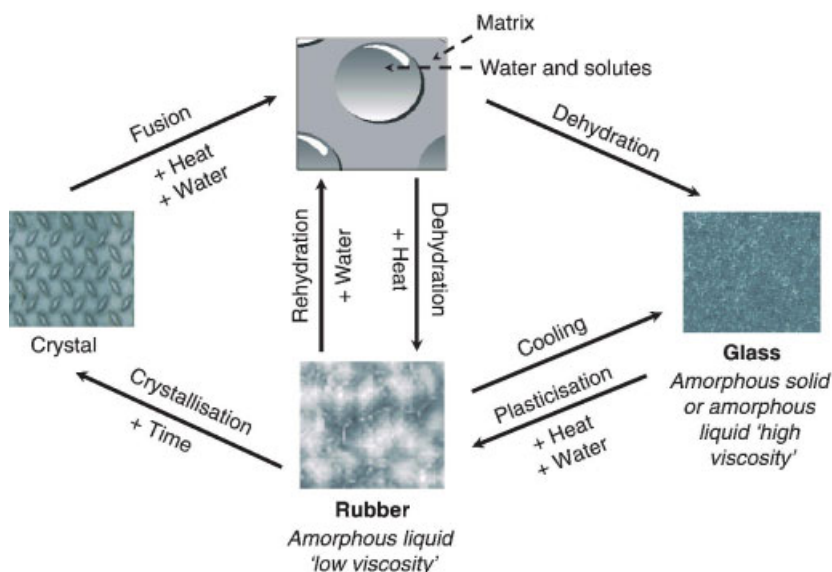 Matrix
Water and solutes
Fusion
+ Heat
+ Water
Dehydration
Rehydration
+ Water
Dehydration
+ Heat
Crystal
Cooling
Plasticisation
+ Heat
+ Water
Glass
Amorphous solid
or amorphous
liquid ‘high
viscosity’
Crystallisation
+ Time
Rubber
Amorphous liquid
‘low viscosity’